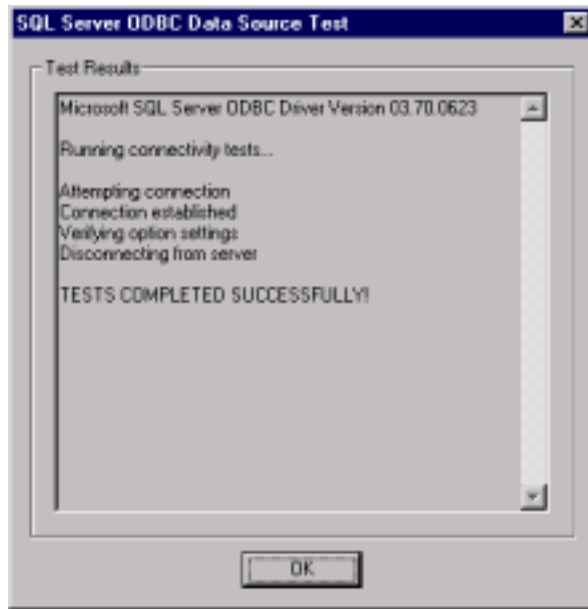 SQL Server ODBC Data Source Test
Test Results
Microsoft SQL Server ODBC Driver Version 03.70.0623
Running connectivity tests...
Attempting connection
Connection established
Verifying option settings
Disconnecting from server
TESTS COMPLETED SUCCESSFULLY!
OK